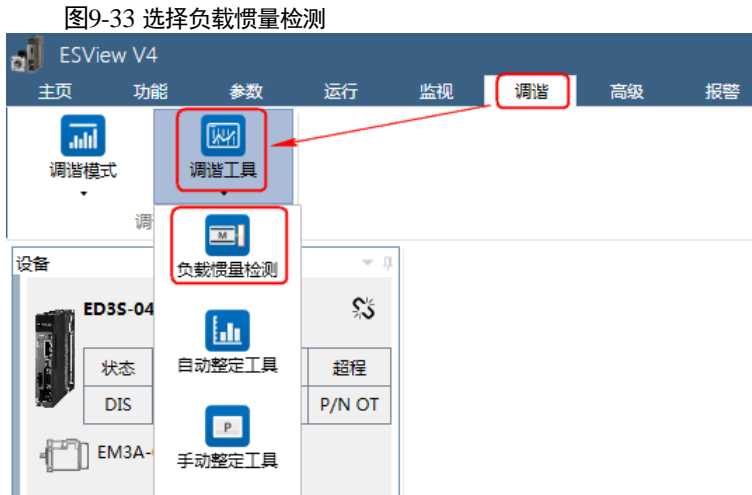 图9-33 选择负载惯量检测
ESView V4
主页 功能 参数 运行 监视 调谐 高级 报警
调谐模式 调谐工具
调
M
负载惯量检测
设备
ED3S-04
自动整定工具
状态 超程
DIS P/N OT
P
EM3A-
手动整定工具